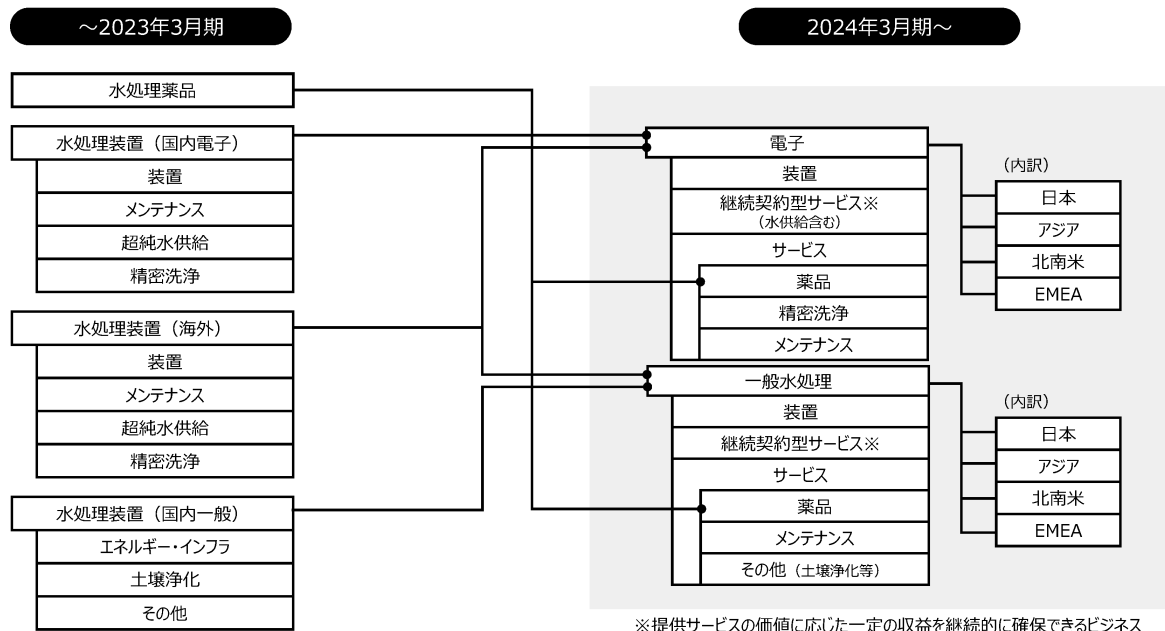 ～2023年3月期
水処理薬品
水処理装置（国内電子）
装置
メンテナンス
超純水供給
精密洗浄
水処理装置（海外）
装置
メンテナンス
超純水供給
精密洗浄
水処理装置（国内一般）
エネルギー・インフラ
土壌浄化
その他
2024年3月期～
電子
装置
継続契約型サービス※
（水供給含む）
サービス
薬品
精密洗浄
メンテナンス
（内訳）
日本
アジア
北南米
EMEA
一般水処理
装置
継続契約型サービス※
サービス
薬品
メンテナンス
その他（土壌浄化等）
（内訳）
日本
アジア
北南米
EMEA
※提供サービスの価値に応じた一定の収益を継続的に確保できるビジネス